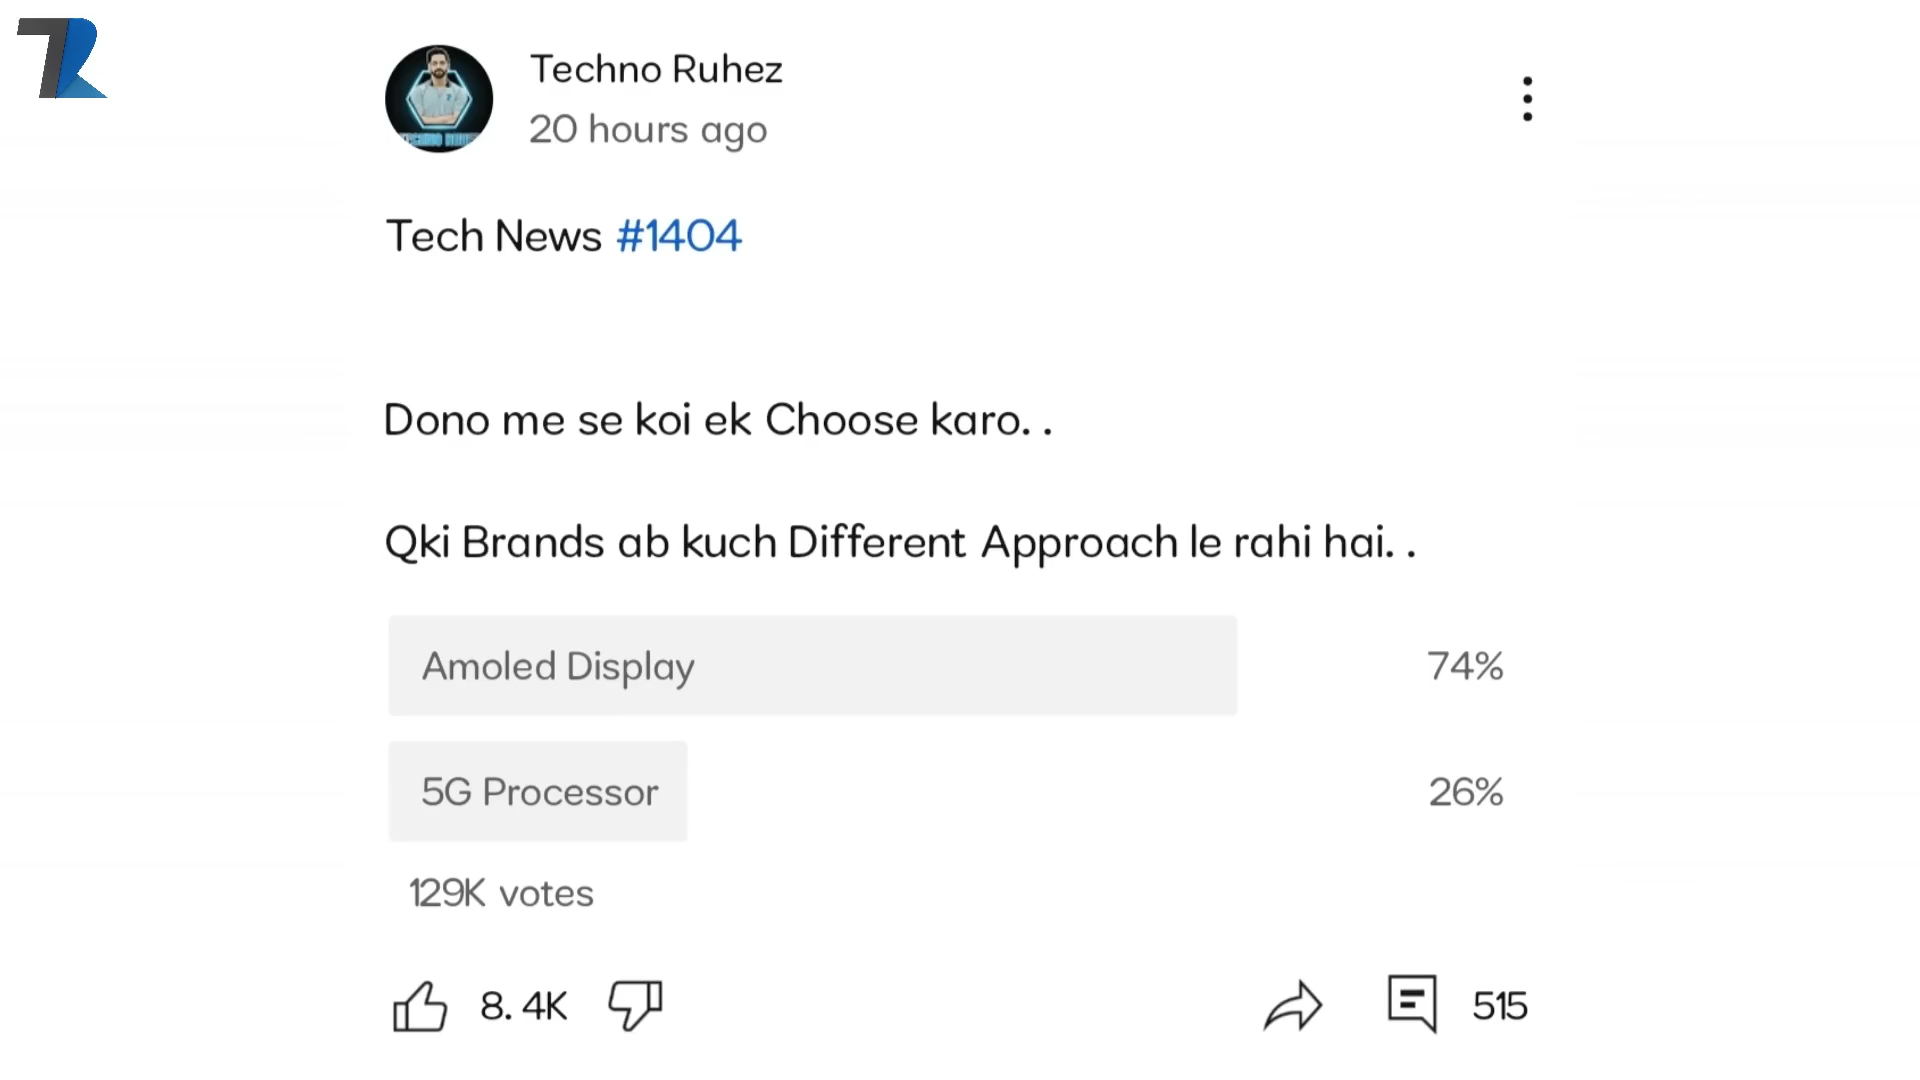 Techno Ruhez
20 hours ago
Tech News #1404
Dono me se koi ek Choose karo. .
Qki Brands ab kuch Different Approach le rahi hai. .
Amoled Display 74%
5G Processor 26%
129K votes
8. 4K 515